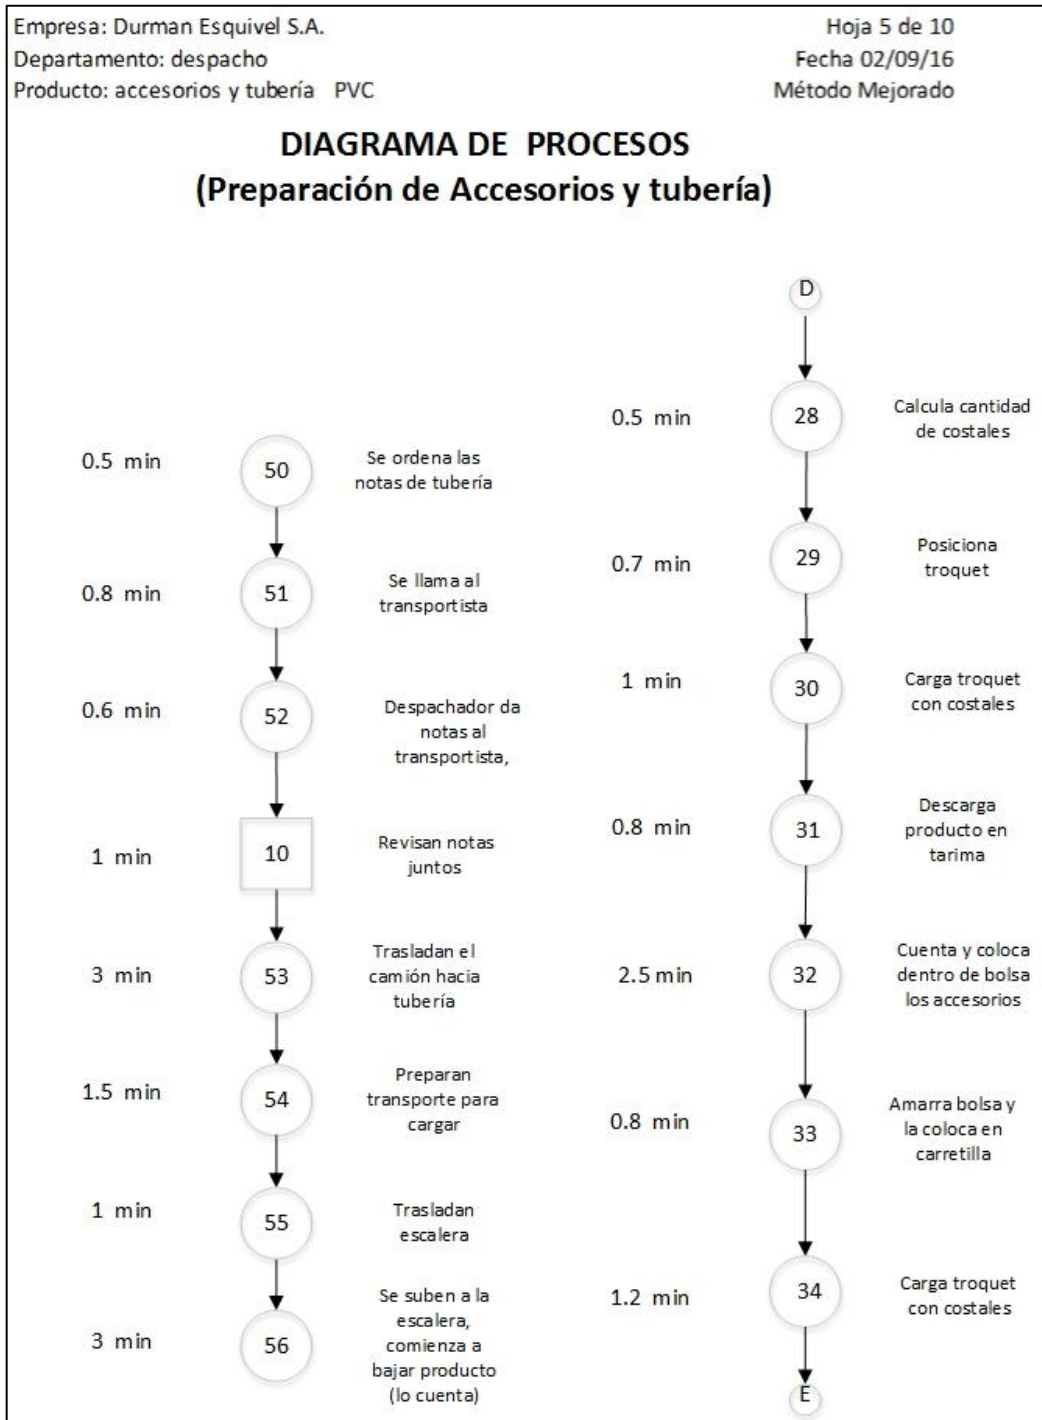 Empresa: Durman Esquivel S.A.
Hoja 5 de 10
Departamento: despacho
Fecha 02/09/16
Producto: accesorios y tubería PVC
Método Mejorado
DIAGRAMA DE PROCESOS
(Preparación de Accesorios y tubería)
0.5 min
50
Se ordena las
notas de tubería
0.8 min
51
Se llama al
transportista
0.6 min
52
Despachador da
notas al
transportista,
1 min
10
Revisan notas
juntos
3 min
53
Trasladan el
camión hacia
tubería
1.5 min
54
Preparan
transporte para
cargar
1 min
55
Trasladan
escalera
3 min
56
Se suben a la
escalera,
comienza a
bajar producto
(lo cuenta)
D
0.5 min
28
Calcula cantidad
de costales
0.7 min
29
Posiciona
troquet
1 min
30
Carga troquet
con costales
0.8 min
31
Descarga
producto en
tarima
2.5 min
32
Cuenta y coloca
dentro de bolsa
los accesorios
0.8 min
33
Amarra bolsa y
la coloca en
carretilla
1.2 min
34
Carga troquet
con costales
E